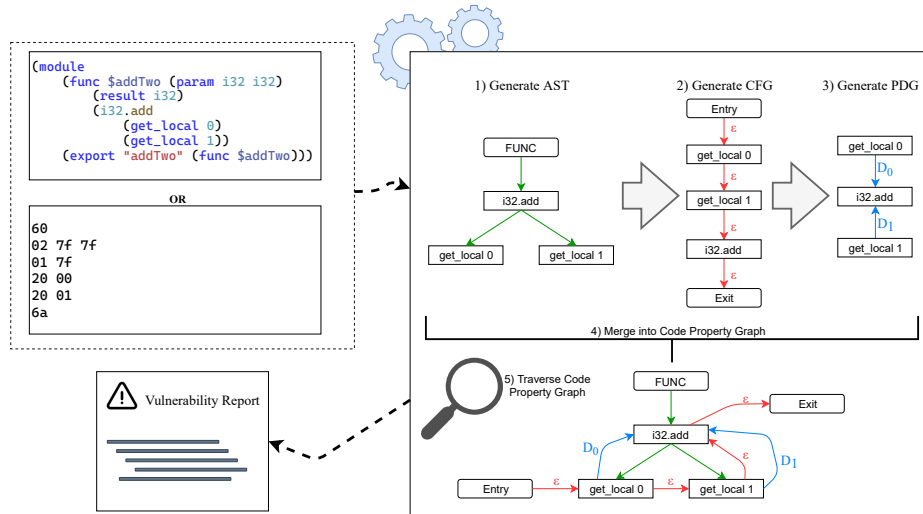 (module
(func $addTwo (param i32 i32)
(result i32)
(i32.add
(get_local 0)
(get_local 1))
(export "addTwo" (func $addTwo)))
OR
60
02 7f 7f
01 7f
20 00
20 01
6a
Vulnerability Report
1) Generate AST
FUNC
i32.add
get_local 0
get_local 1
2) Generate CFG
Entry
ε
get_local 0
ε
get_local 1
ε
i32.add
ε
Exit
3) Generate PDG
get_local 0
D0
i32.add
D1
get_local 1
4) Merge into Code Property Graph
5) Traverse Code
Property Graph
FUNC
ε
Exit
i32.add
D0
ε
D1
Entry
ε
get_local 0
ε
get_local 1